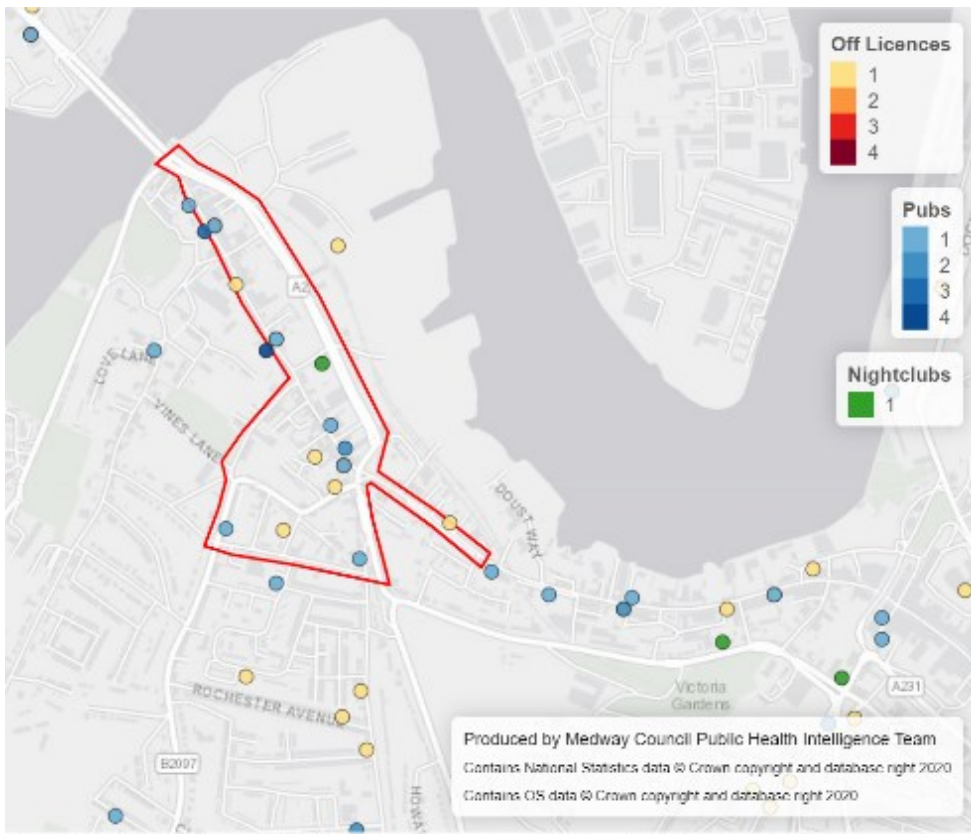 Off Licences
1
2
3
4
Pubs
1
2
3
4
Nightclubs
1
A2
LOVE LANE
VINES LANE
DOUST WAY
ROCHESTER AVENUE
Victoria
Gardens
A231
B2097
Produced by Medway Council Public Health Intelligence Team
Contains National Statistics data © Crown copyright and database right 2020
Contains OS data © Crown copyright and database right 2020